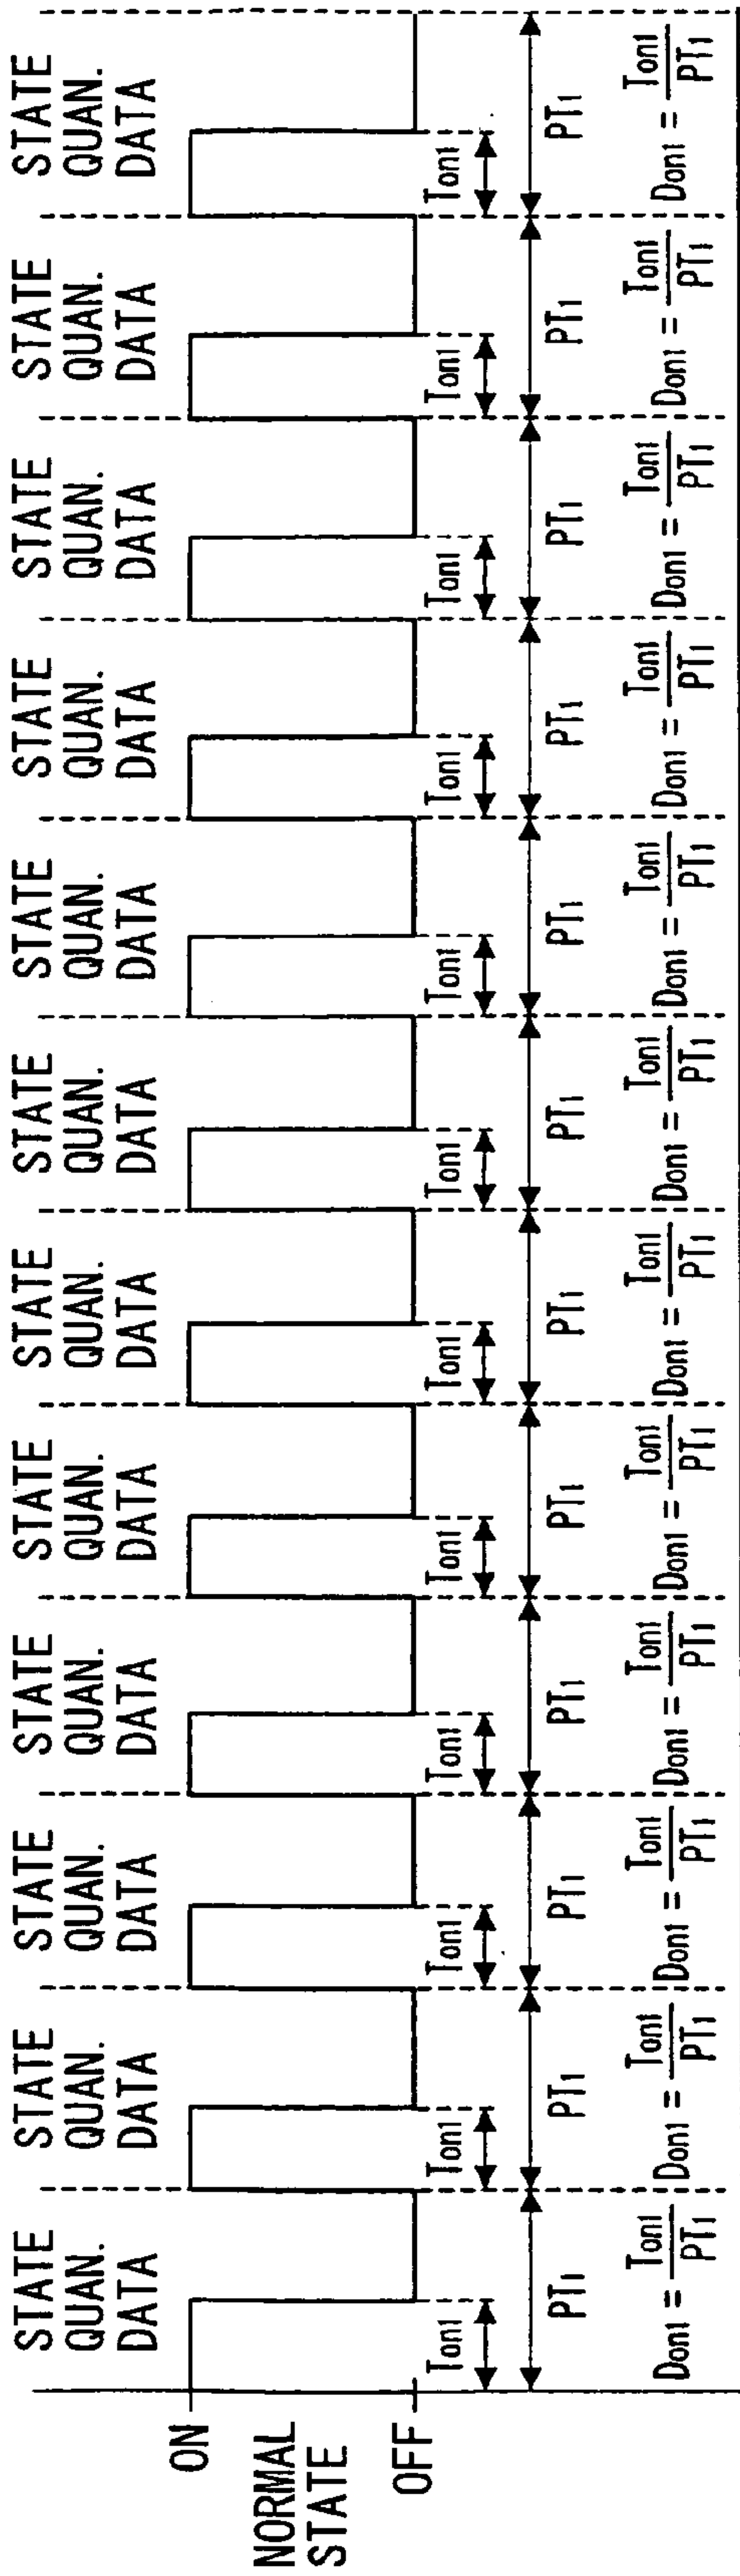 STATE
QUAN.
DATA
STATE
QUAN.
DATA
STATE
QUAN.
DATA
STATE
QUAN.
DATA
STATE
QUAN.
DATA
STATE
QUAN.
DATA
STATE
QUAN.
DATA
STATE
QUAN.
DATA
STATE
QUAN.
DATA
STATE
QUAN.
DATA
STATE
QUAN.
DATA
STATE
QUAN.
DATA
ON
NORMAL
STATE
OFF
Ton1
Ton1
Ton1
Ton1
Ton1
Ton1
Ton1
Ton1
Ton1
Ton1
Ton1
Ton1
PT1
PT1
PT1
PT1
PT1
PT1
PT1
PT1
PT1
PT1
PT1
PT1
Don1 = Ton1/PT1
Don1 = Ton1/PT1
Don1 = Ton1/PT1
Don1 = Ton1/PT1
Don1 = Ton1/PT1
Don1 = Ton1/PT1
Don1 = Ton1/PT1
Don1 = Ton1/PT1
Don1 = Ton1/PT1
Don1 = Ton1/PT1
Don1 = Ton1/PT1
Don1 = Ton1/PT1